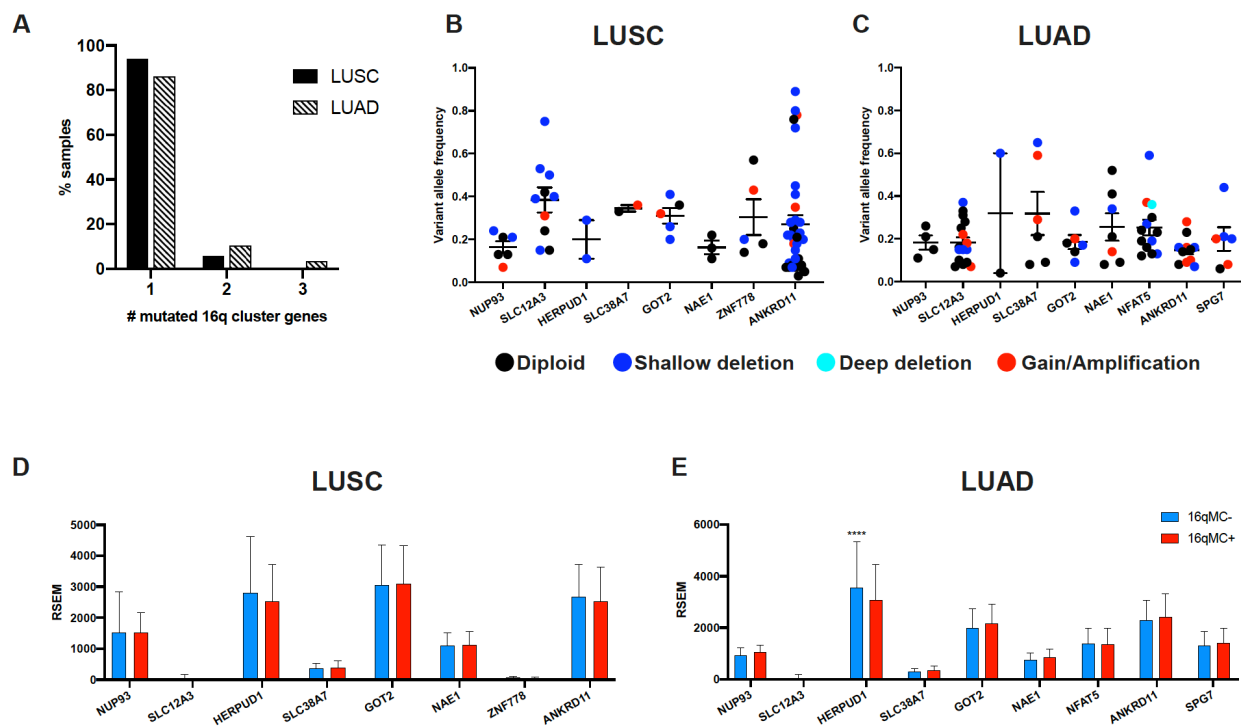 A
100
80
60
40
20
0
% samples
1
2
3
# mutated 16q cluster genes
LUSC
LUAD
B
LUSC
1.0
0.8
0.6
0.4
0.2
0.0
Variant allele frequency
NUP93
SLC12A3
HERPUD1
SLC38A7
GOT2
NAE1
ZNF778
ANKRD11
C
LUAD
1.0
0.8
0.6
0.4
0.2
0.0
Variant allele frequency
NUP93
SLC12A3
HERPUD1
SLC38A7
GOT2
NAE1
NFAT5
ANKRD11
SPG7
Diploid
Shallow deletion
Deep deletion
Gain/Amplification
D
LUSC
5000
4000
3000
2000
1000
0
RSEM
NUP93
SLC12A3
HERPUD1
SLC38A7
GOT2
NAE1
ZNF778
ANKRD11
E
LUAD
6000
4000
2000
0
RSEM
****
16qMC-
16qMC+
NUP93
SLC12A3
HERPUD1
SLC38A7
GOT2
NAE1
NFAT5
ANKRD11
SPG7